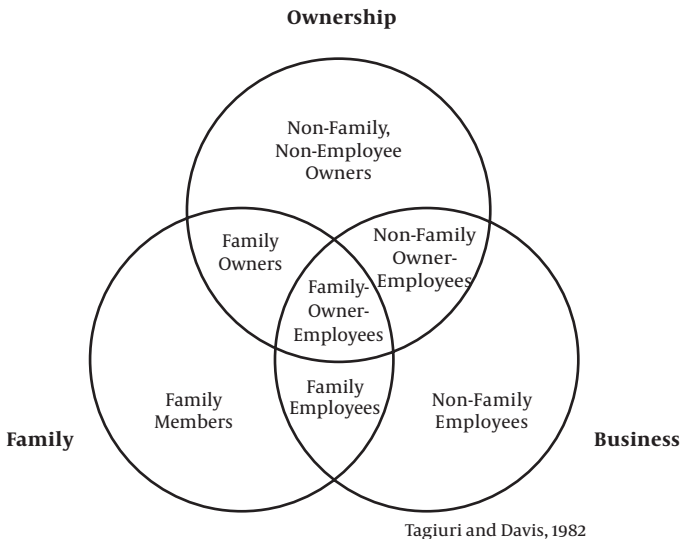 Ownership
Non-Family,
Non-Employee
Owners
Family
Owners
Non-Family
Owner-
Employees
Family-
Owner-
Employees
Family
Members
Family
Employees
Non-Family
Employees
Family
Business
Tagiuri and Davis, 1982